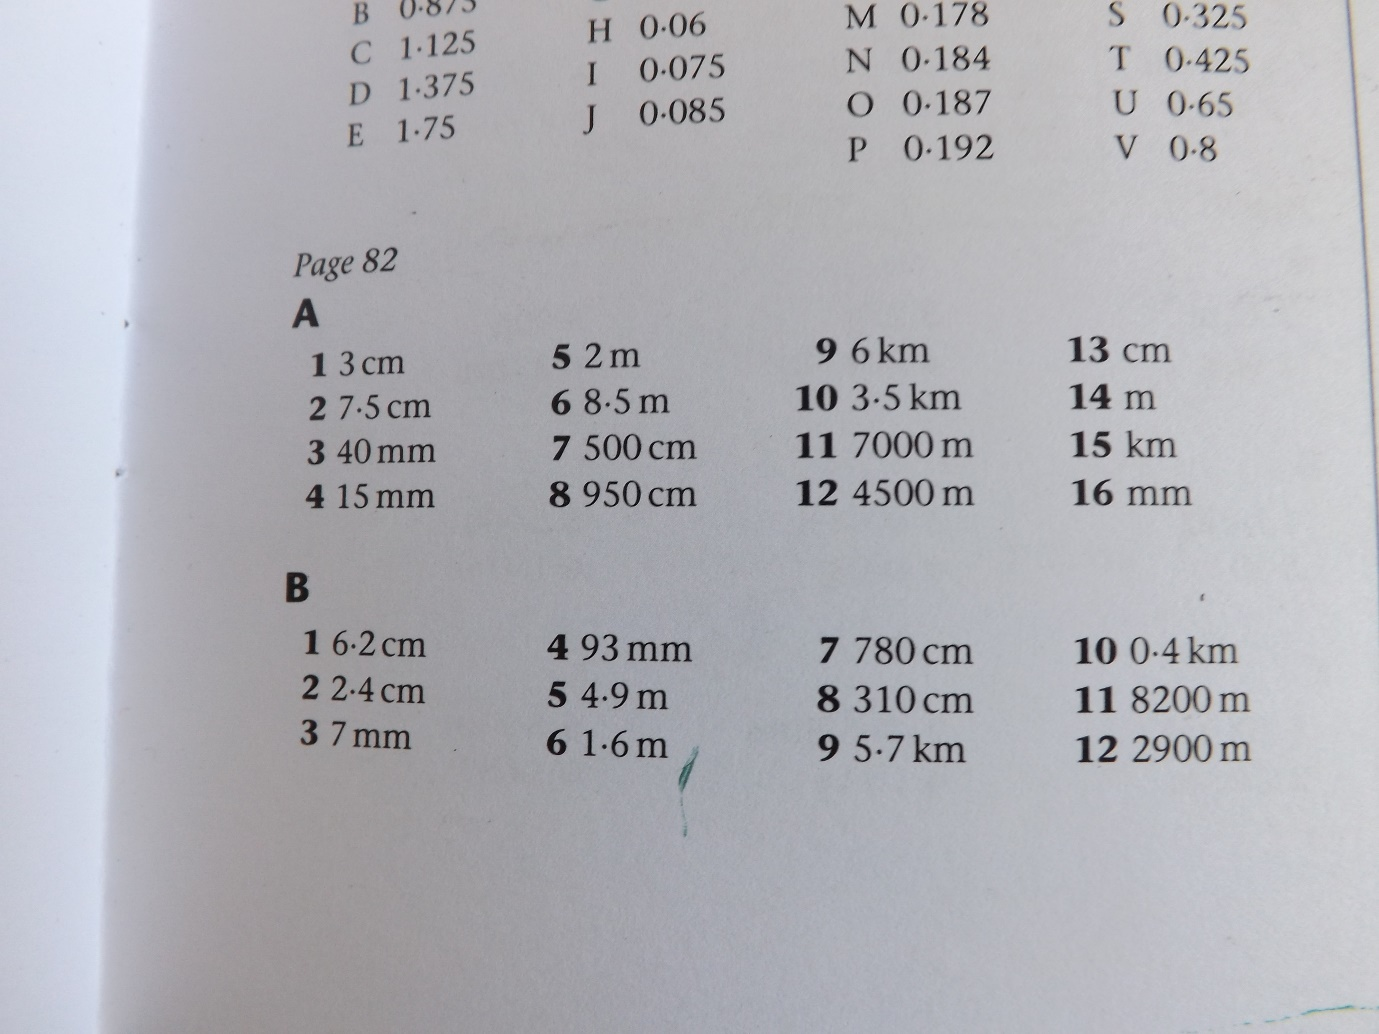 B 0·875 M 0·178 S 0·325
C 1·125 H 0·06 N 0·184 T 0·425
D 1·375 I 0·075 O 0·187 U 0·65
E 1·75 J 0·085 P 0·192 V 0·8
Page 82
A
1 3 cm 5 2 m 9 6 km 13 cm
2 7·5 cm 6 8·5 m 10 3·5 km 14 m
3 40 mm 7 500 cm 11 7000 m 15 km
4 15 mm 8 950 cm 12 4500 m 16 mm
B
1 6·2 cm 4 93 mm 7 780 cm 10 0·4 km
2 2·4 cm 5 4·9 m 8 310 cm 11 8200 m
3 7 mm 6 1·6 m 9 5·7 km 12 2900 m